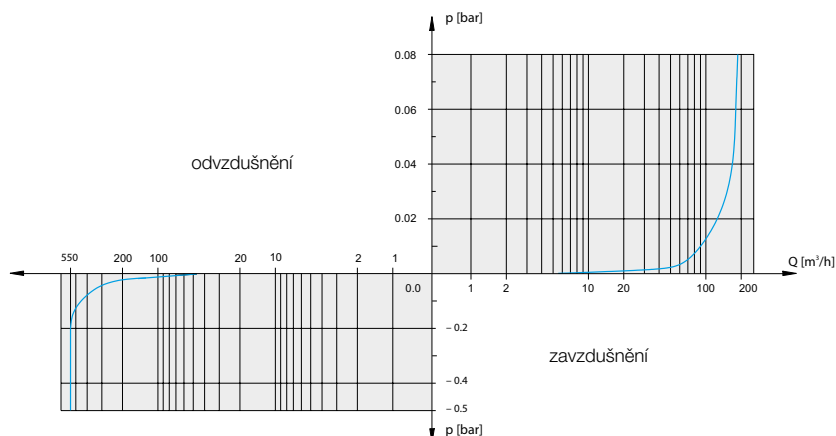 p [bar]
0.08
0.06
odvzdušnění
0.04
0.02
550 200 100 20 10 2 1
Q [m³/h]
0.0
1 2 10 20 100 200
– 0.2
zavzdušnění
– 0.4
– 0.5
p [bar]